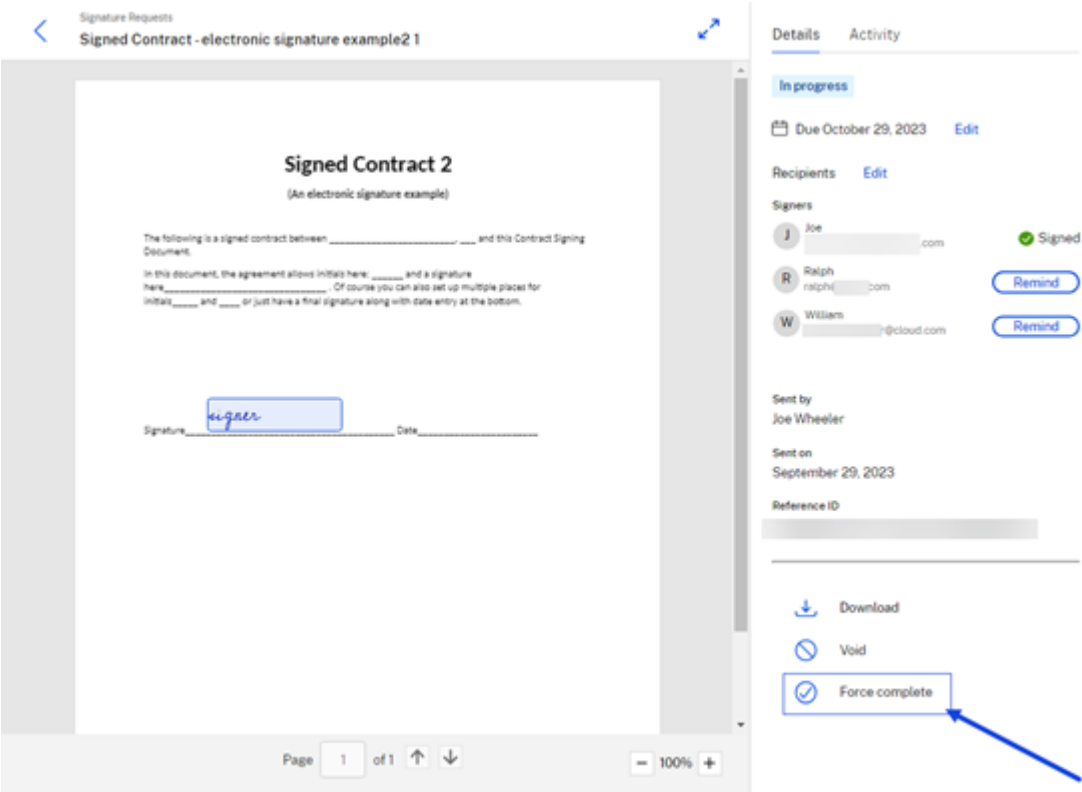 Signature Requests
Signed Contract - electronic signature example2 1
Signed Contract 2
(An electronic signature example)
The following is a signed contract between _______________________, ___ and this Contract Signing
Document.
In this document, the agreement allows initials here: ______ and a signature
here______________________________ . Of course you can also set up multiple places for
initials_____ and ____ or just have a final signature along with date entry at the bottom.
signer
Signature______________________________________ Date______________________
Page 1 of 1
100%
Details Activity
In progress
Due October 29, 2023 Edit
Recipients Edit
Signers
J Joe
.com
Signed
R Ralph
ralph com
Remind
W William
r@cloud.com
Remind
Sent by
Joe Wheeler
Sent on
September 29, 2023
Reference ID
Download
Void
Force complete